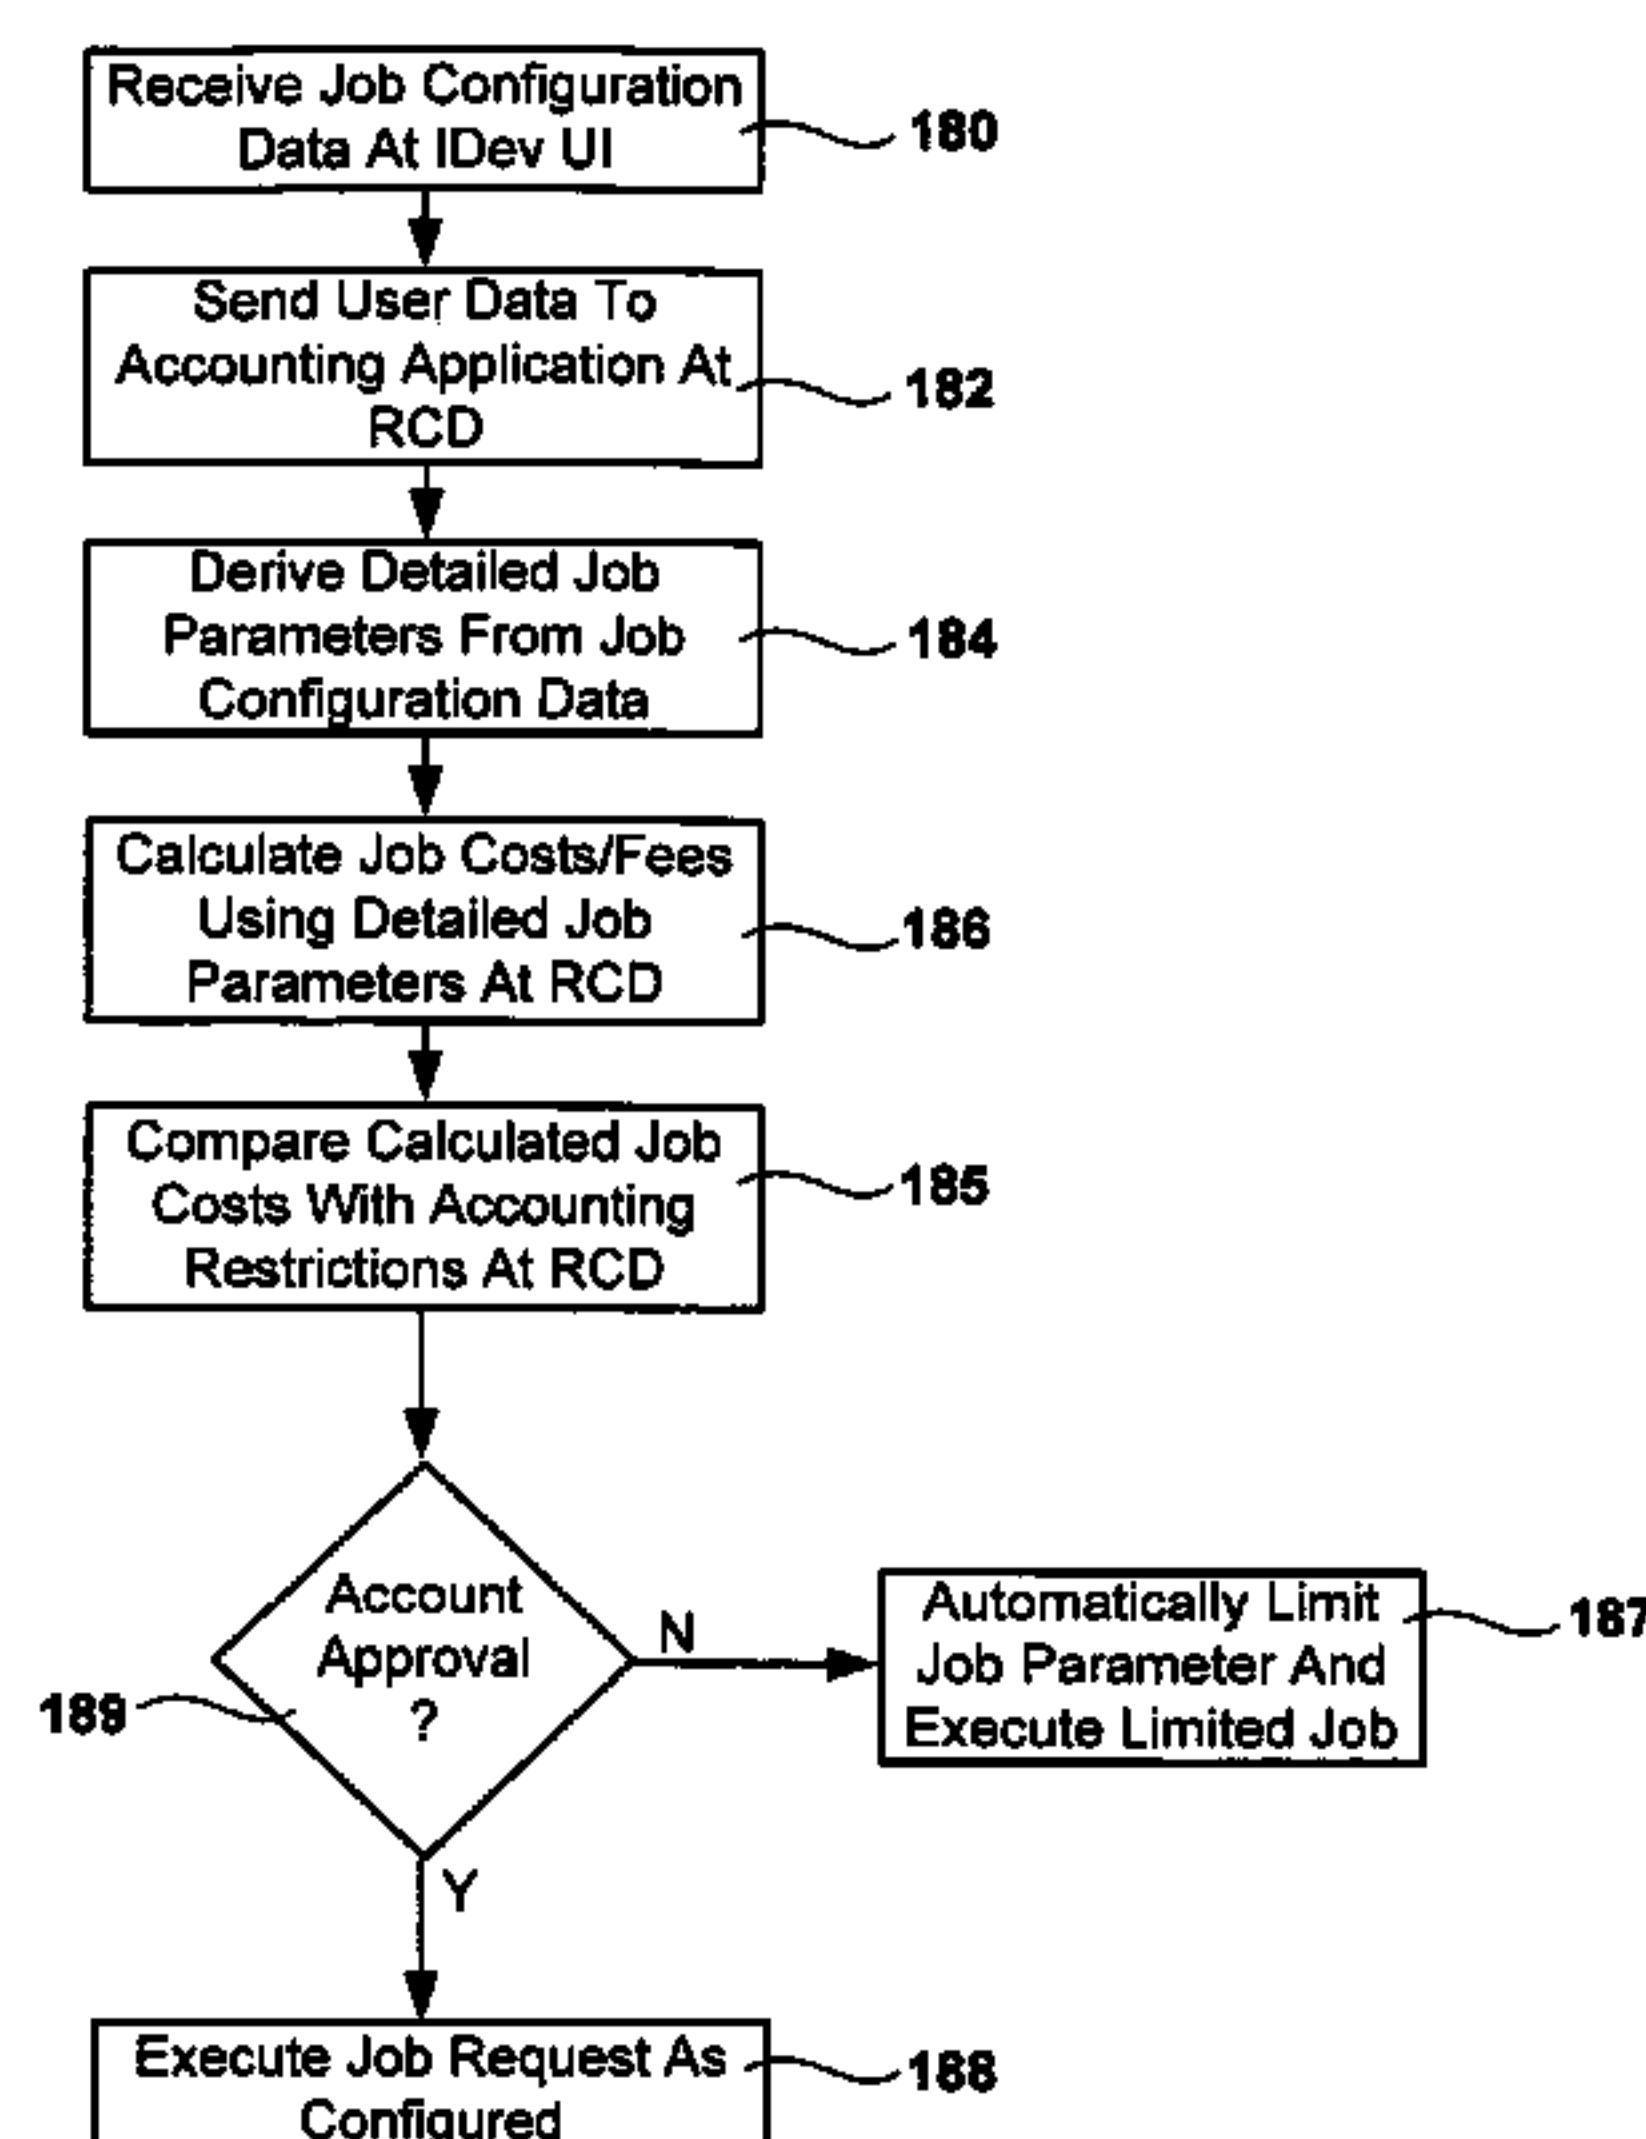 Receive Job Configuration
Data At IDev UI
180
Send User Data To
Accounting Application At
RCD
182
Derive Detailed Job
Parameters From Job
Configuration Data
184
Calculate Job Costs/Fees
Using Detailed Job
Parameters At RCD
186
Compare Calculated Job
Costs With Accounting
Restrictions At RCD
185
Account
Approval
?
189
N
Automatically Limit
Job Parameter And
Execute Limited Job
187
Y
Execute Job Request As
Configured
188